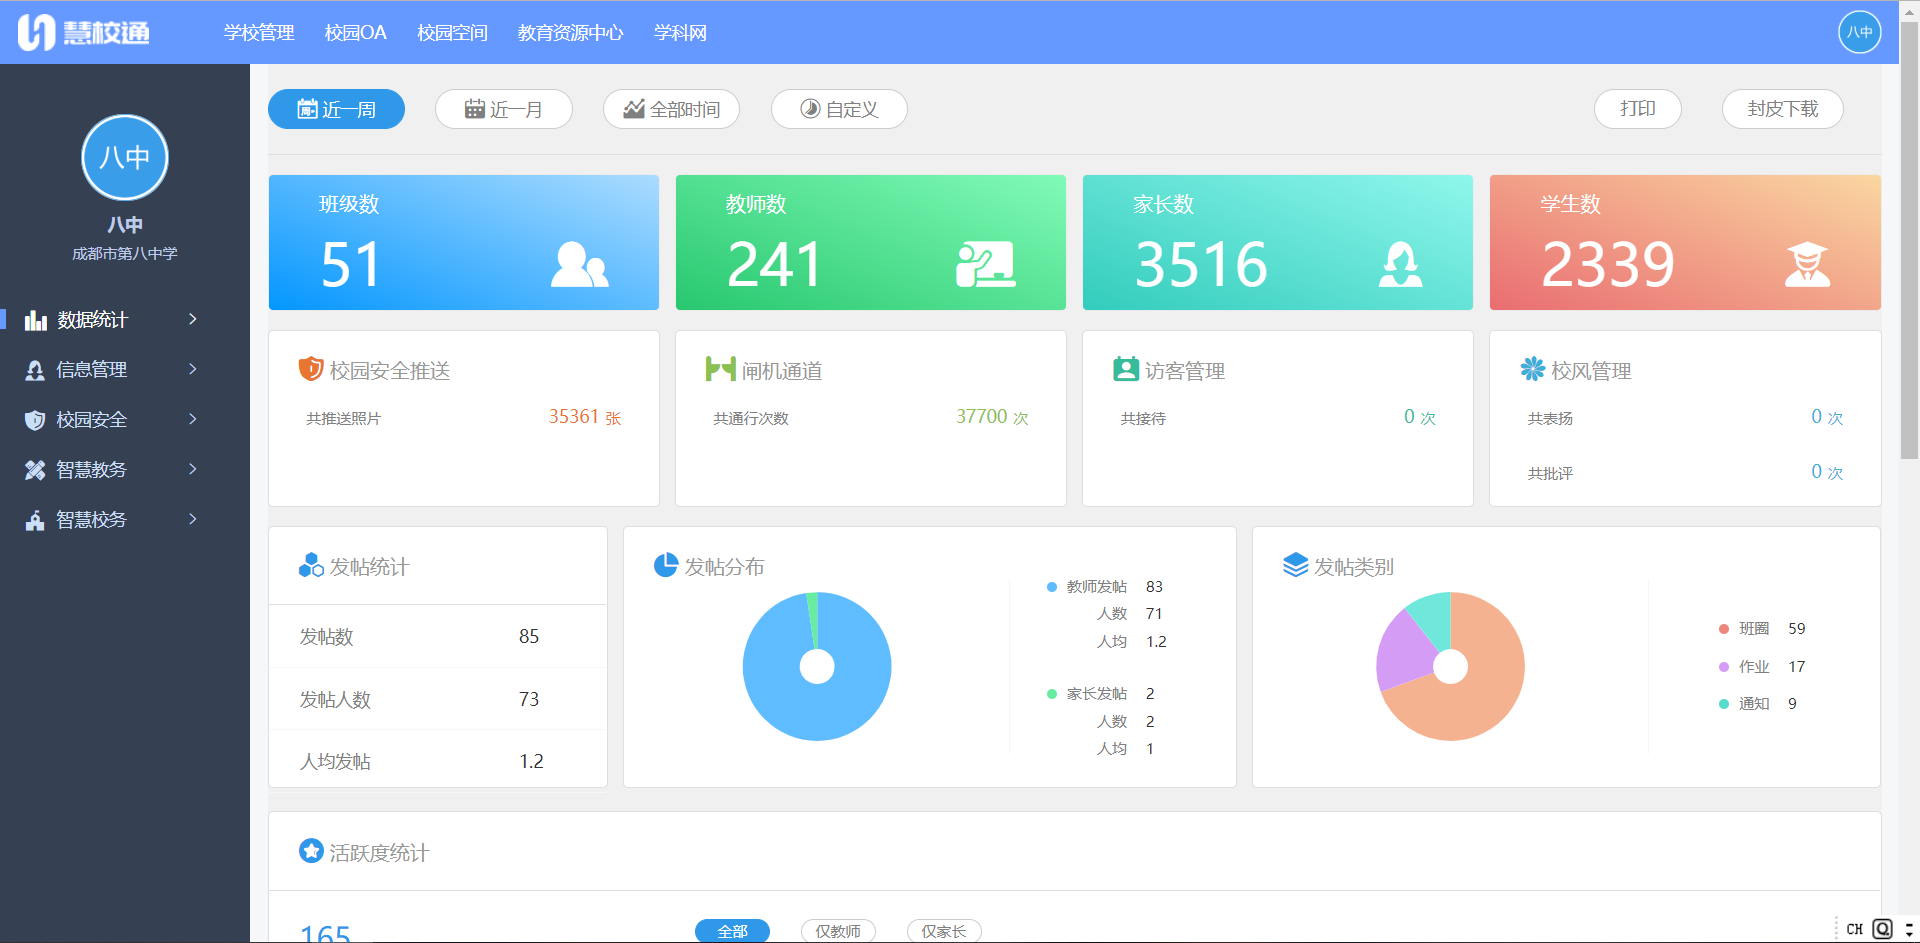 慧校通
学校管理 校园OA 校园空间 教育资源中心 学科网
八中
八中
八中
成都市第八中学
数据统计
信息管理
校园安全
智慧教务
智慧校务
周 近一周 近一月 全部时间 自定义 打印 封皮下载
班级数
51
教师数
241
家长数
3516
学生数
2339
校园安全推送
共推送照片 35361 张
闸机通道
共通行次数 37700 次
访客管理
共接待 0 次
校风管理
共表扬 0 次
共批评 0 次
发帖统计
发帖数 85
发帖人数 73
人均发帖 1.2
发帖分布
教师发帖 83
人数 71
人均 1.2
家长发帖 2
人数 2
人均 1
发帖类别
班圈 59
作业 17
通知 9
活跃度统计
165
全部 仅教师 仅家长
CH